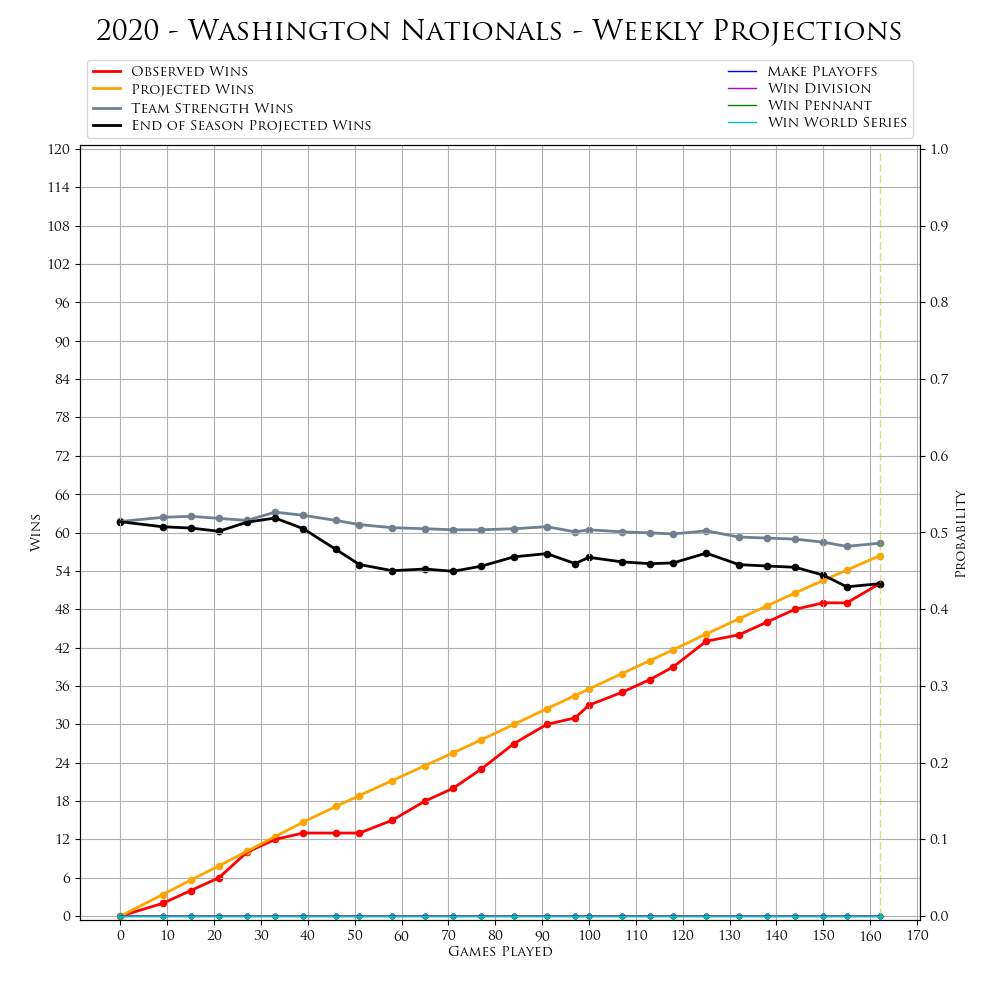 2020 - Washington Nationals - Weekly Projections
Observed Wins
Projected Wins
Team Strength Wins
End of Season Projected Wins
Make Playoffs
Win Division
Win Pennant
Win World Series
120
114
108
102
96
90
84
78
72
66
60
54
48
42
36
30
24
18
12
6
0
Wins
1.0
0.9
0.8
0.7
0.6
0.5
0.4
0.3
0.2
0.1
0.0
Probability
0 10 20 30 40 50 60 70 80 90 100 110 120 130 140 150 160 170
Games Played